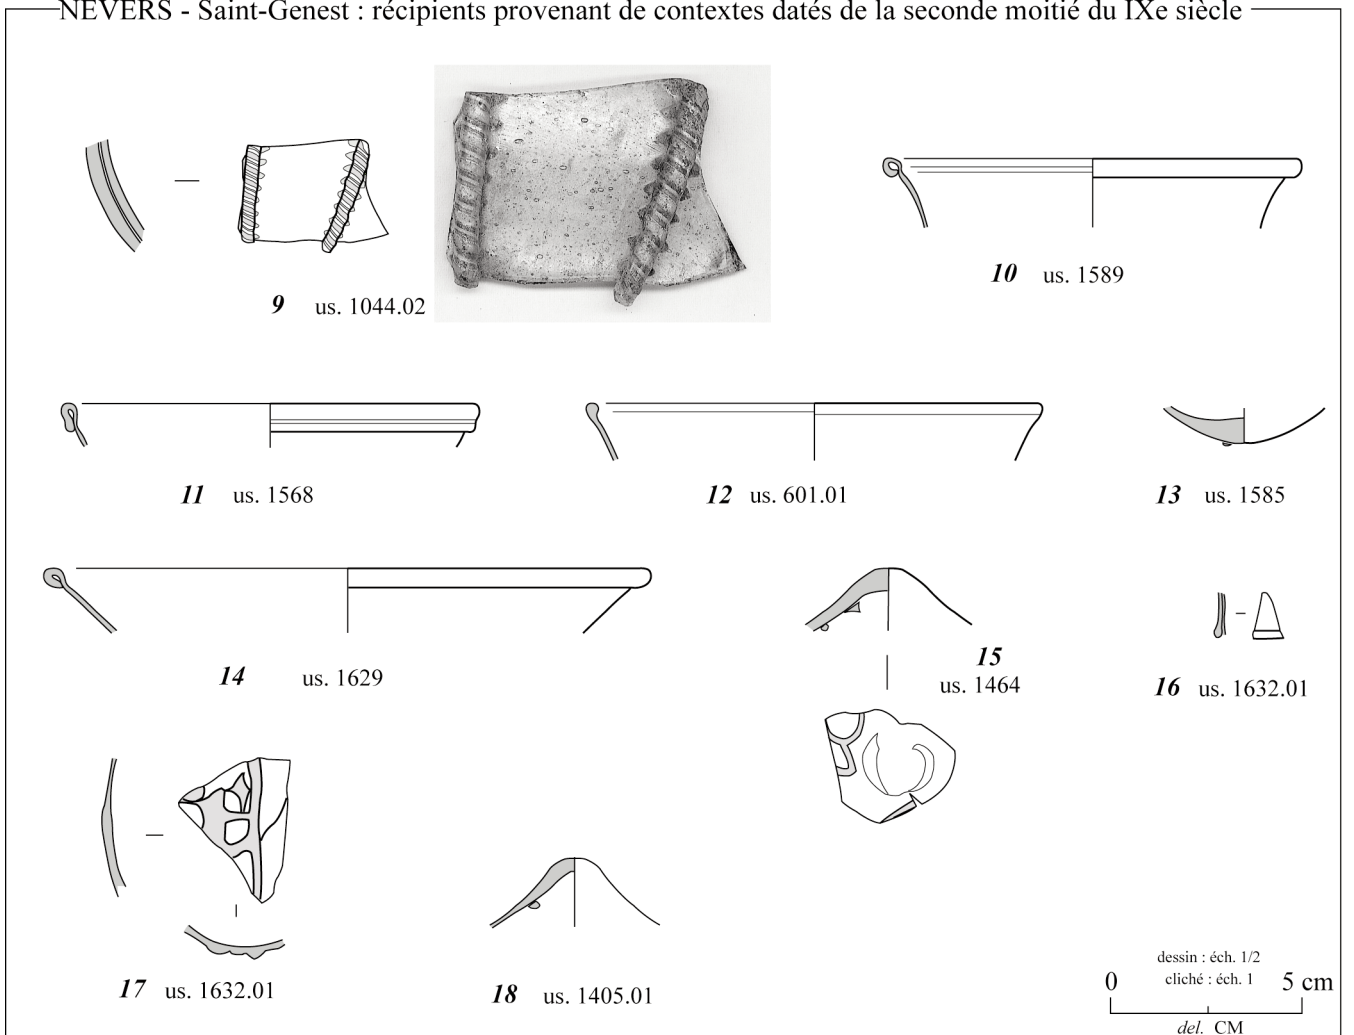 NEVERS - Saint-Genest : récipients provenant de contextes datés de la seconde moitié du IXe siècle
9 us. 1044.02
10 us. 1589
11 us. 1568
12 us. 601.01
13 us. 1585
14 us. 1629
15
us. 1464
16 us. 1632.01
17 us. 1632.01
18 us. 1405.01
dessin : éch. 1/2
cliché : éch. 1
0 5 cm
del. CM